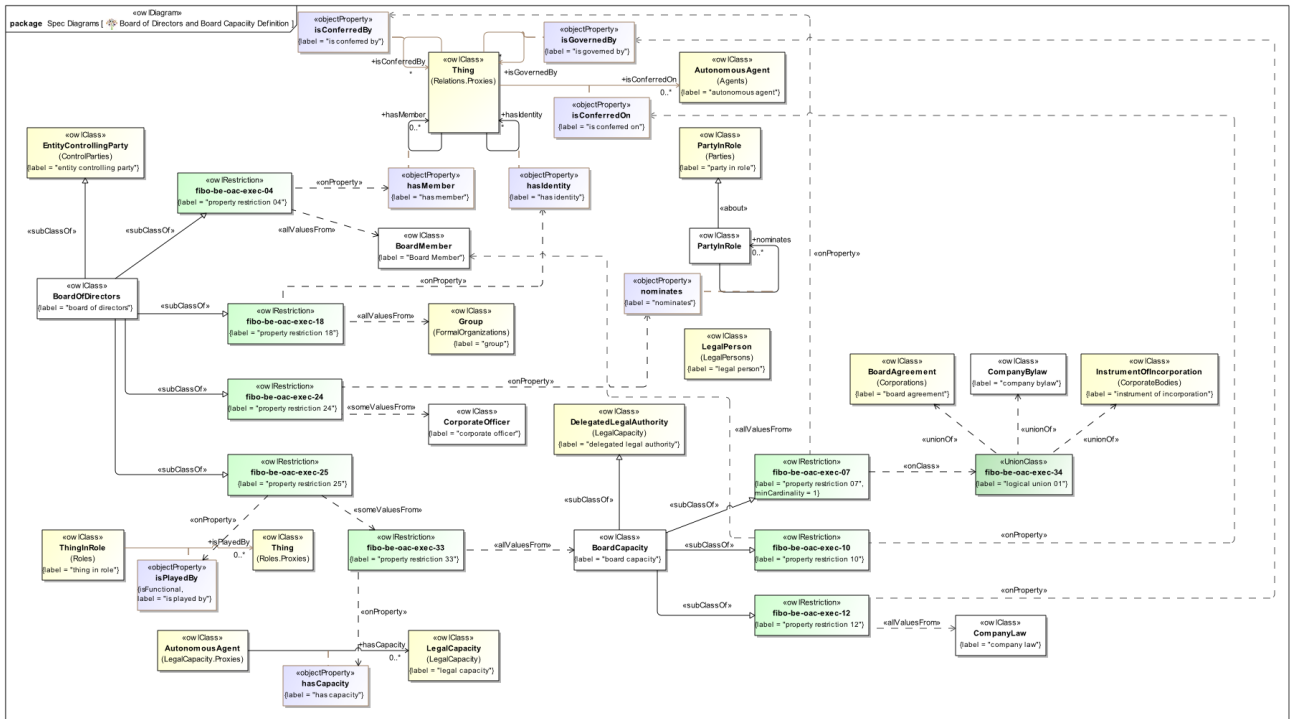 «owlDiagram»
package Spec Diagrams [ Board of Directors and Board Capacity Definition ]
«objectProperty»
isConferredBy
{label = "is conferred by"}
«objectProperty»
isGovernedBy
{label = "is governed by"}
+isConferredBy
*
«owlClass»
Thing
(Relations.Proxies)
*
+isGovernedBy
+isConferredOn
0..*
«owlClass»
AutonomousAgent
(Agents)
{label = "autonomous agent"}
«objectProperty»
isConferredOn
{label = "is conferred on"}
+hasMember
0..*
+hasIdentity
*
«owlClass»
EntityControllingParty
(ControlParties)
{label = "entity controlling party"}
«owlClass»
PartyInRole
(Parties)
{label = "party in role"}
«owlRestriction»
fibo-be-oac-exec-04
{label = "property restriction 04"}
«onProperty»
«objectProperty»
hasMember
{label = "has member"}
«objectProperty»
hasIdentity
{label = "has identity"}
«about»
«subClassOf»
«subClassOf»
«allValuesFrom»
«owlClass»
BoardMember
{label = "Board Member"}
«owlClass»
PartyInRole
+nominates
0..*
«onProperty»
«owlClass»
BoardOfDirectors
{label = "board of directors"}
«onProperty»
«objectProperty»
nominates
{label = "nominates"}
«subClassOf»
«owlRestriction»
fibo-be-oac-exec-18
{label = "property restriction 18"}
«allValuesFrom»
«owlClass»
Group
(FormalOrganizations)
{label = "group"}
«owlClass»
LegalPerson
(LegalPersons)
{label = "legal person"}
«owlClass»
BoardAgreement
(Corporations)
{label = "board agreement"}
«owlClass»
CompanyBylaw
{label = "company bylaw"}
«owlClass»
InstrumentOfIncorporation
(CorporateBodies)
{label = "instrument of incorporation"}
«subClassOf»
«owlRestriction»
fibo-be-oac-exec-24
{label = "property restriction 24"}
«onProperty»
«someValuesFrom»
«owlClass»
CorporateOfficer
{label = "corporate officer"}
«owlClass»
DelegatedLegalAuthority
(LegalCapacity)
{label = "delegated legal authority"}
«allValuesFrom»
«unionOf»
«unionOf»
«unionOf»
«subClassOf»
«owlRestriction»
fibo-be-oac-exec-25
{label = "property restriction 25"}
«owlRestriction»
fibo-be-oac-exec-07
{label = "property restriction 07",
minCardinality = 1}
«onClass»
«UnionClass»
fibo-be-oac-exec-34
{label = "logical union 01"}
«subClassOf»
«subClassOf»
«onProperty»
«someValuesFrom»
«owlClass»
ThingInRole
(Roles)
{label = "thing in role"}
+isPlayedBy
0..*
«owlClass»
Thing
(Roles.Proxies)
«owlRestriction»
fibo-be-oac-exec-33
{label = "property restriction 33"}
«allValuesFrom»
«owlClass»
BoardCapacity
{label = "board capacity"}
«subClassOf»
«owlRestriction»
fibo-be-oac-exec-10
{label = "property restriction 10"}
«onProperty»
«objectProperty»
isPlayedBy
{isFunctional,
label = "is played by"}
«onProperty»
«subClassOf»
«owlRestriction»
fibo-be-oac-exec-12
{label = "property restriction 12"}
«onProperty»
«allValuesFrom»
«owlClass»
CompanyLaw
{label = "company law"}
«owlClass»
AutonomousAgent
(LegalCapacity.Proxies)
+hasCapacity
0..*
«owlClass»
LegalCapacity
(LegalCapacity)
{label = "legal capacity"}
«objectProperty»
hasCapacity
{label = "has capacity"}